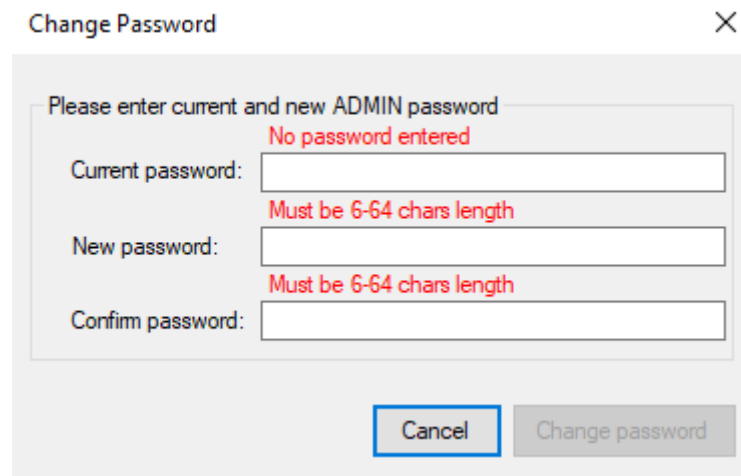 Change Password
Please enter current and new ADMIN password
No password entered
Current password:
Must be 6-64 chars length
New password:
Must be 6-64 chars length
Confirm password:
Cancel
Change password